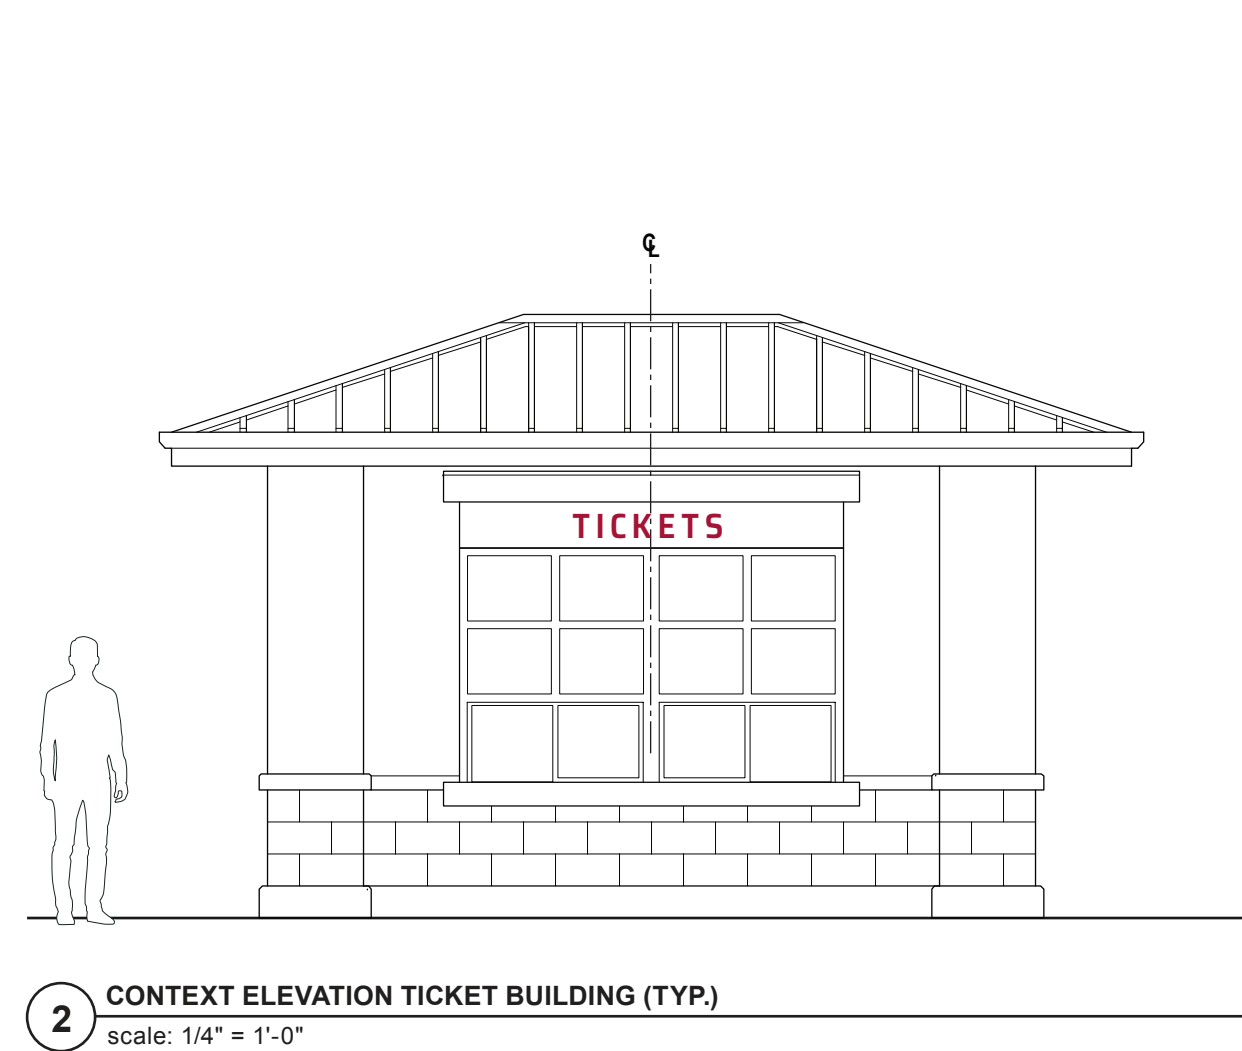 ℄
TICKETS
2
CONTEXT ELEVATION TICKET BUILDING (TYP.)
scale: 1/4" = 1'-0"